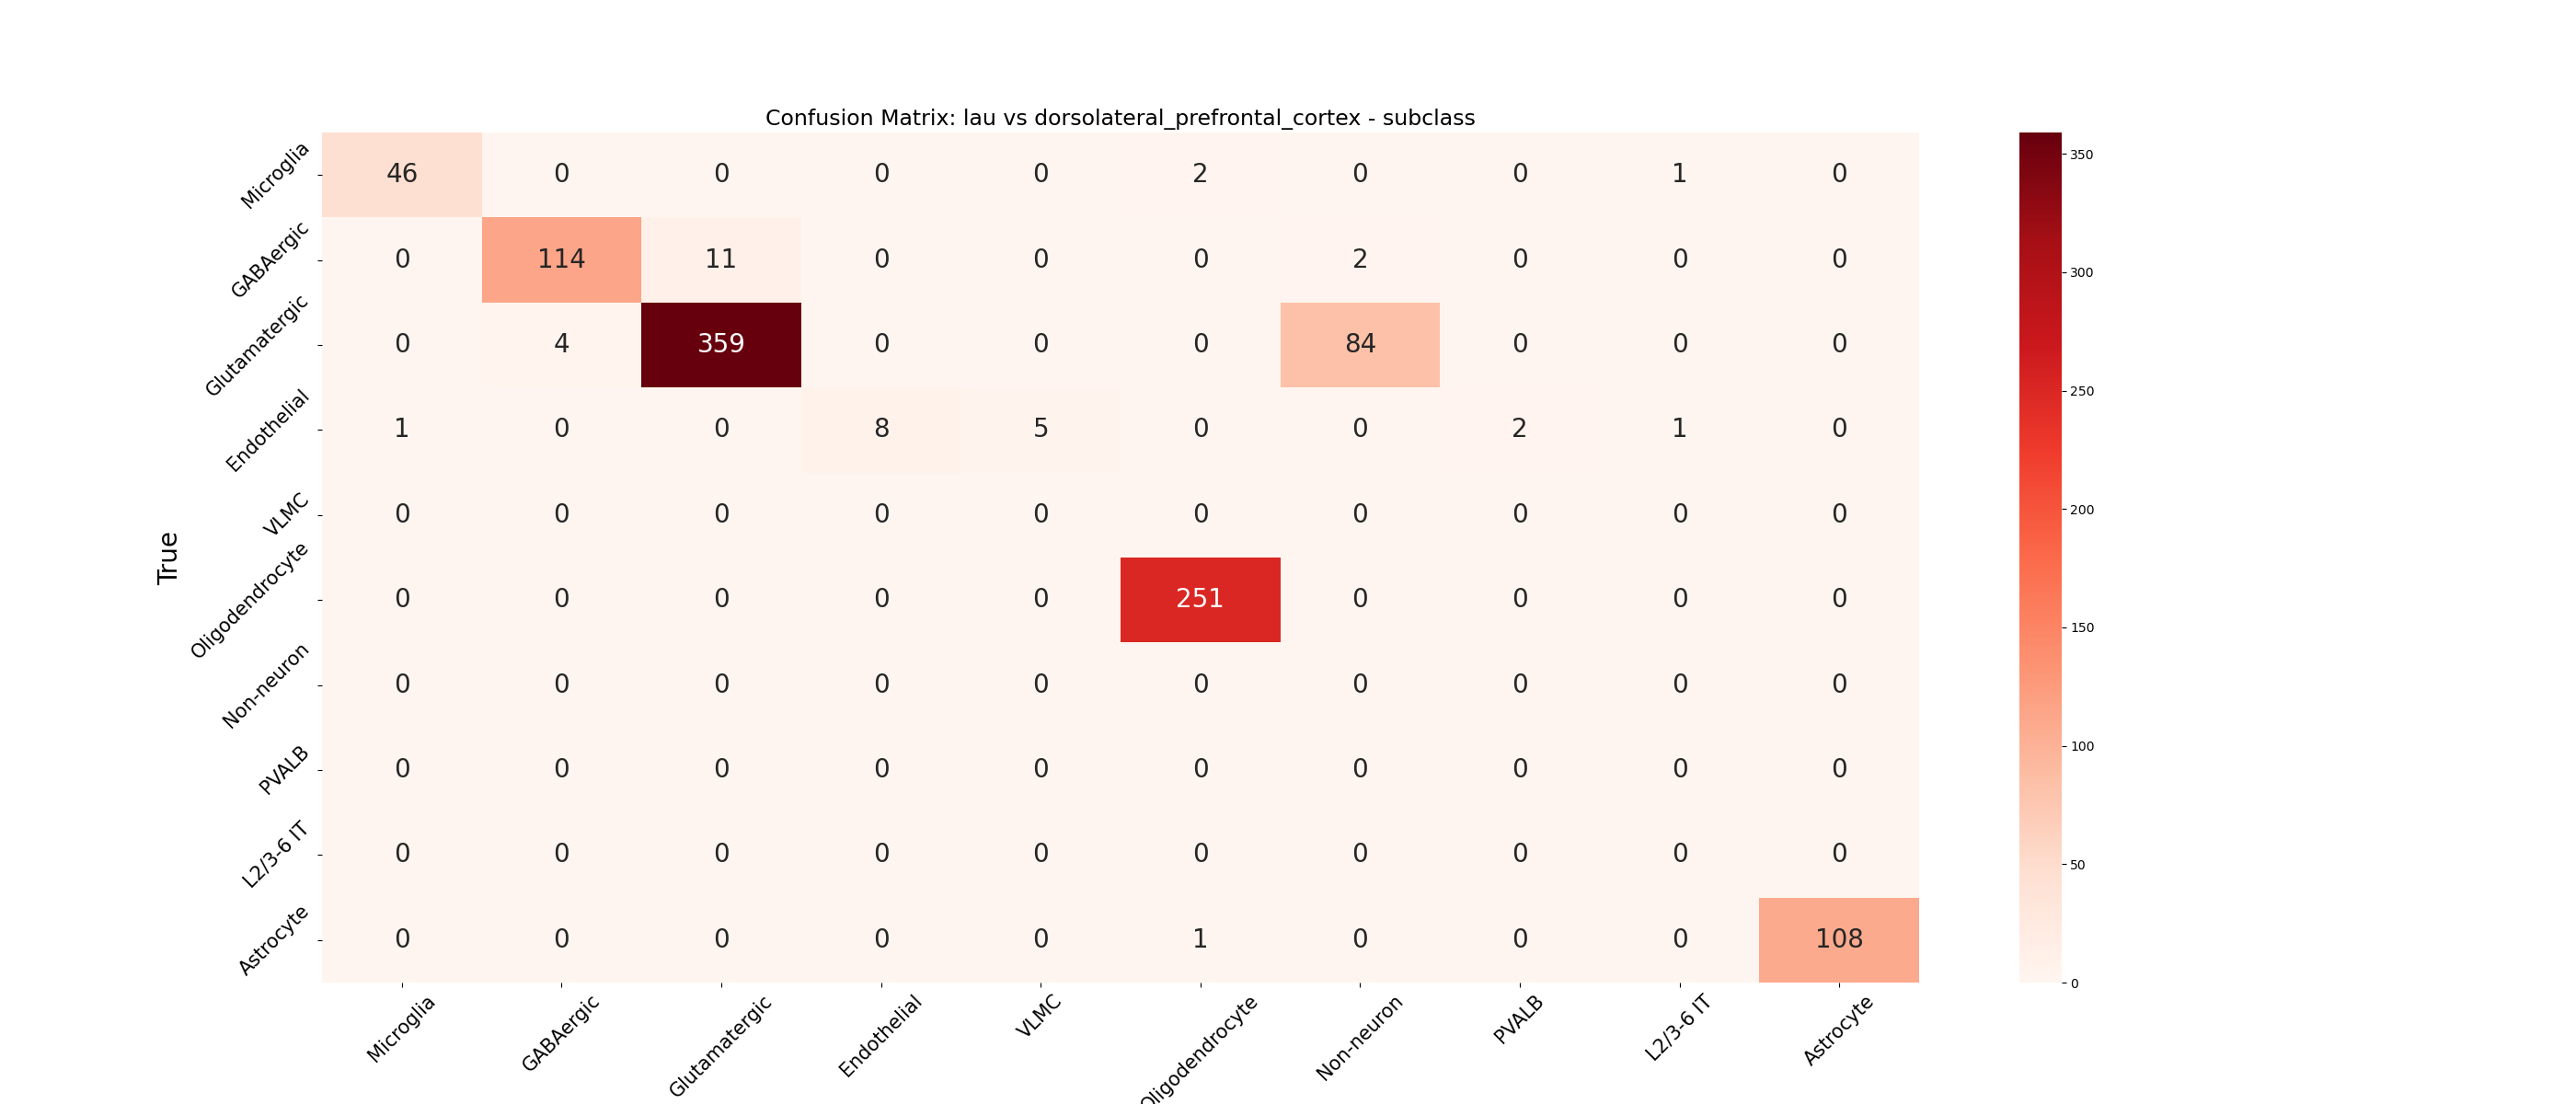 Confusion Matrix: lau vs dorsolateral_prefrontal_cortex - subclass
True
Microglia 46 0 0 0 0 2 0 0 1 0
GABAergic 0 114 11 0 0 0 2 0 0 0
Glutamatergic 0 4 359 0 0 0 84 0 0 0
Endothelial 1 0 0 8 5 0 0 2 1 0
VLMC 0 0 0 0 0 0 0 0 0 0
Oligodendrocyte 0 0 0 0 0 251 0 0 0 0
Non-neuron 0 0 0 0 0 0 0 0 0 0
PVALB 0 0 0 0 0 0 0 0 0 0
L2/3-6 IT 0 0 0 0 0 0 0 0 0 0
Astrocyte 0 0 0 0 0 1 0 0 0 108
Microglia GABAergic Glutamatergic Endothelial VLMC Oligodendrocyte Non-neuron PVALB L2/3-6 IT Astrocyte
350
300
250
200
150
100
50
0